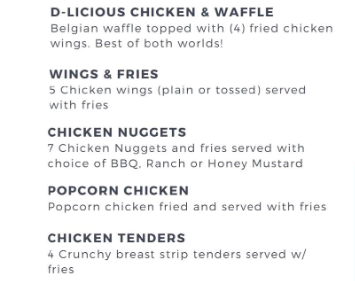 D-LICIOUS CHICKEN & WAFFLE
Belgian waffle topped with (4) fried chicken
wings. Best of both worlds!
WINGS & FRIES
5 Chicken wings (plain or tossed) served
with fries
CHICKEN NUGGETS
7 Chicken Nuggets and fries served with
choice of BBQ, Ranch or Honey Mustard
POPCORN CHICKEN
Popcorn chicken fried and served with fries
CHICKEN TENDERS
4 Crunchy breast strip tenders served w/
fries